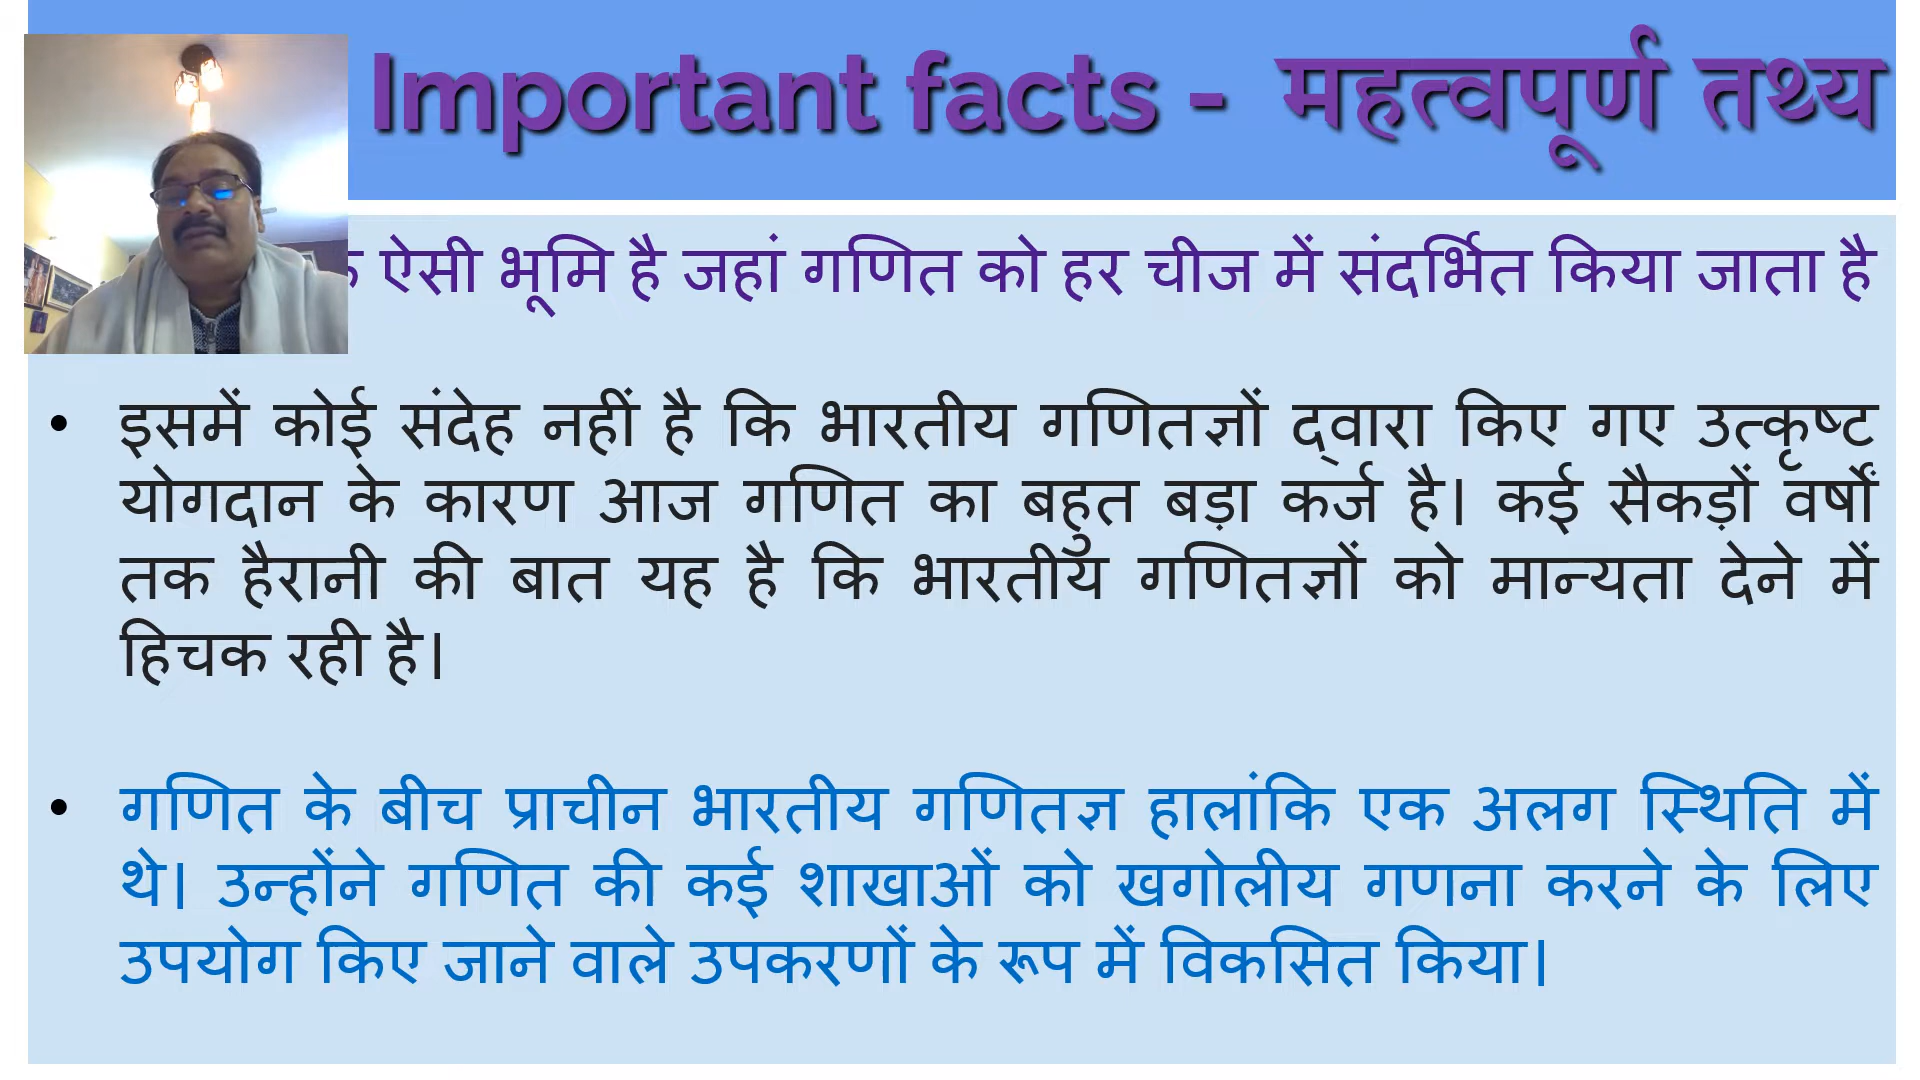 Important facts - महत्वपूर्ण तथ्य
ऐसी भूमि है जहां गणित को हर चीज में संदर्भित किया जाता है
• इसमें कोई संदेह नहीं है कि भारतीय गणितज्ञों द्वारा किए गए उत्कृष्ट
योगदान के कारण आज गणित का बहुत बड़ा कर्ज है। कई सैकड़ों वर्षों
तक हैरानी की बात यह है कि भारतीय गणितज्ञों को मान्यता देने में
हिचक रही है।
• गणित के बीच प्राचीन भारतीय गणितज्ञ हालांकि एक अलग स्थिति में
थे। उन्होंने गणित की कई शाखाओं को खगोलीय गणना करने के लिए
उपयोग किए जाने वाले उपकरणों के रूप में विकसित किया।